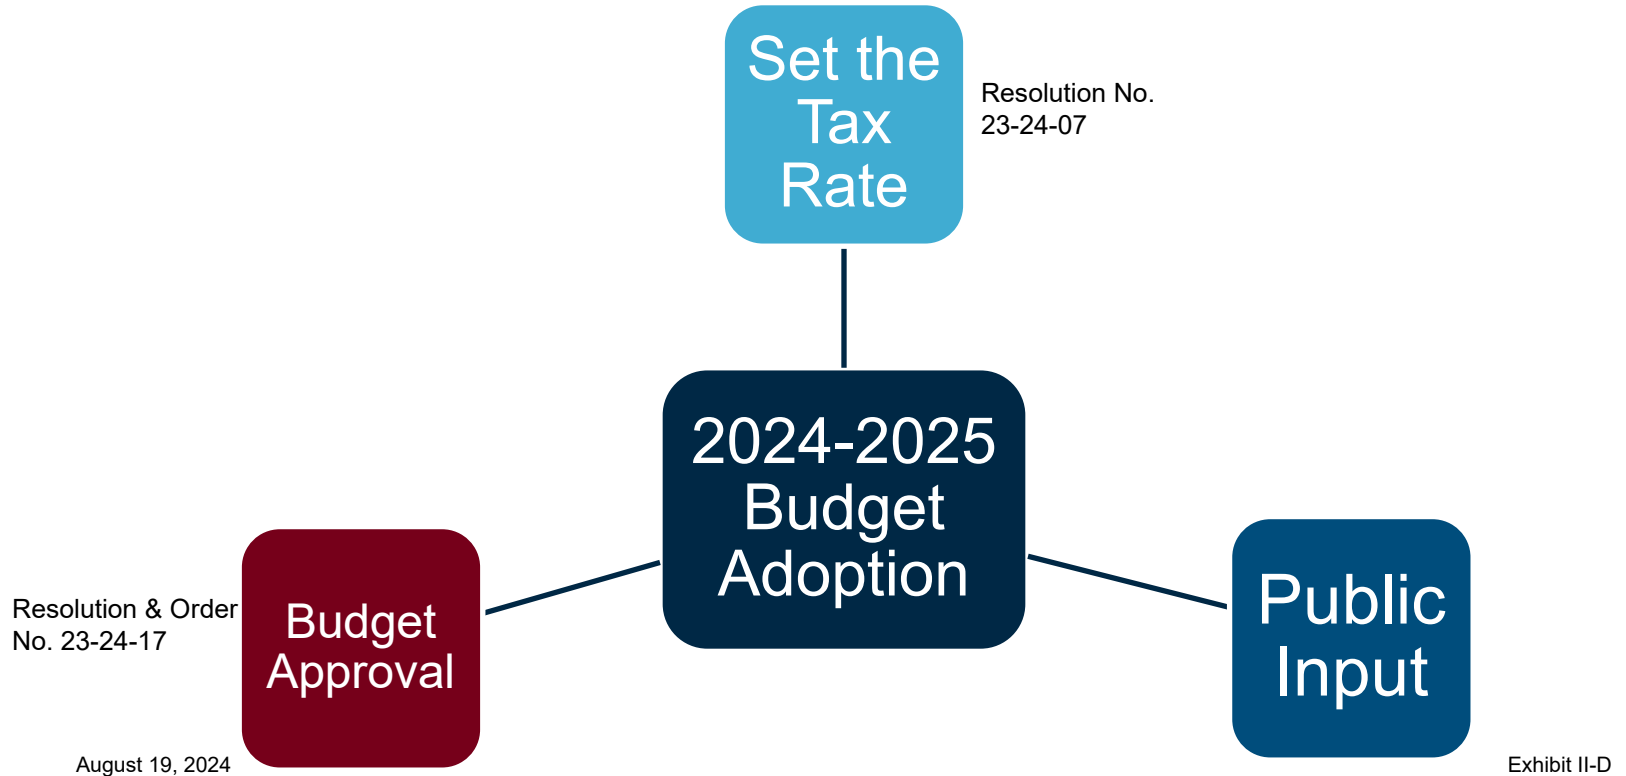 Set the
Tax
Rate
Resolution No.
23-24-07
2024-2025
Budget
Adoption
Resolution & Order
No. 23-24-17
Budget
Approval
Public
Input
August 19, 2024
Exhibit II-D